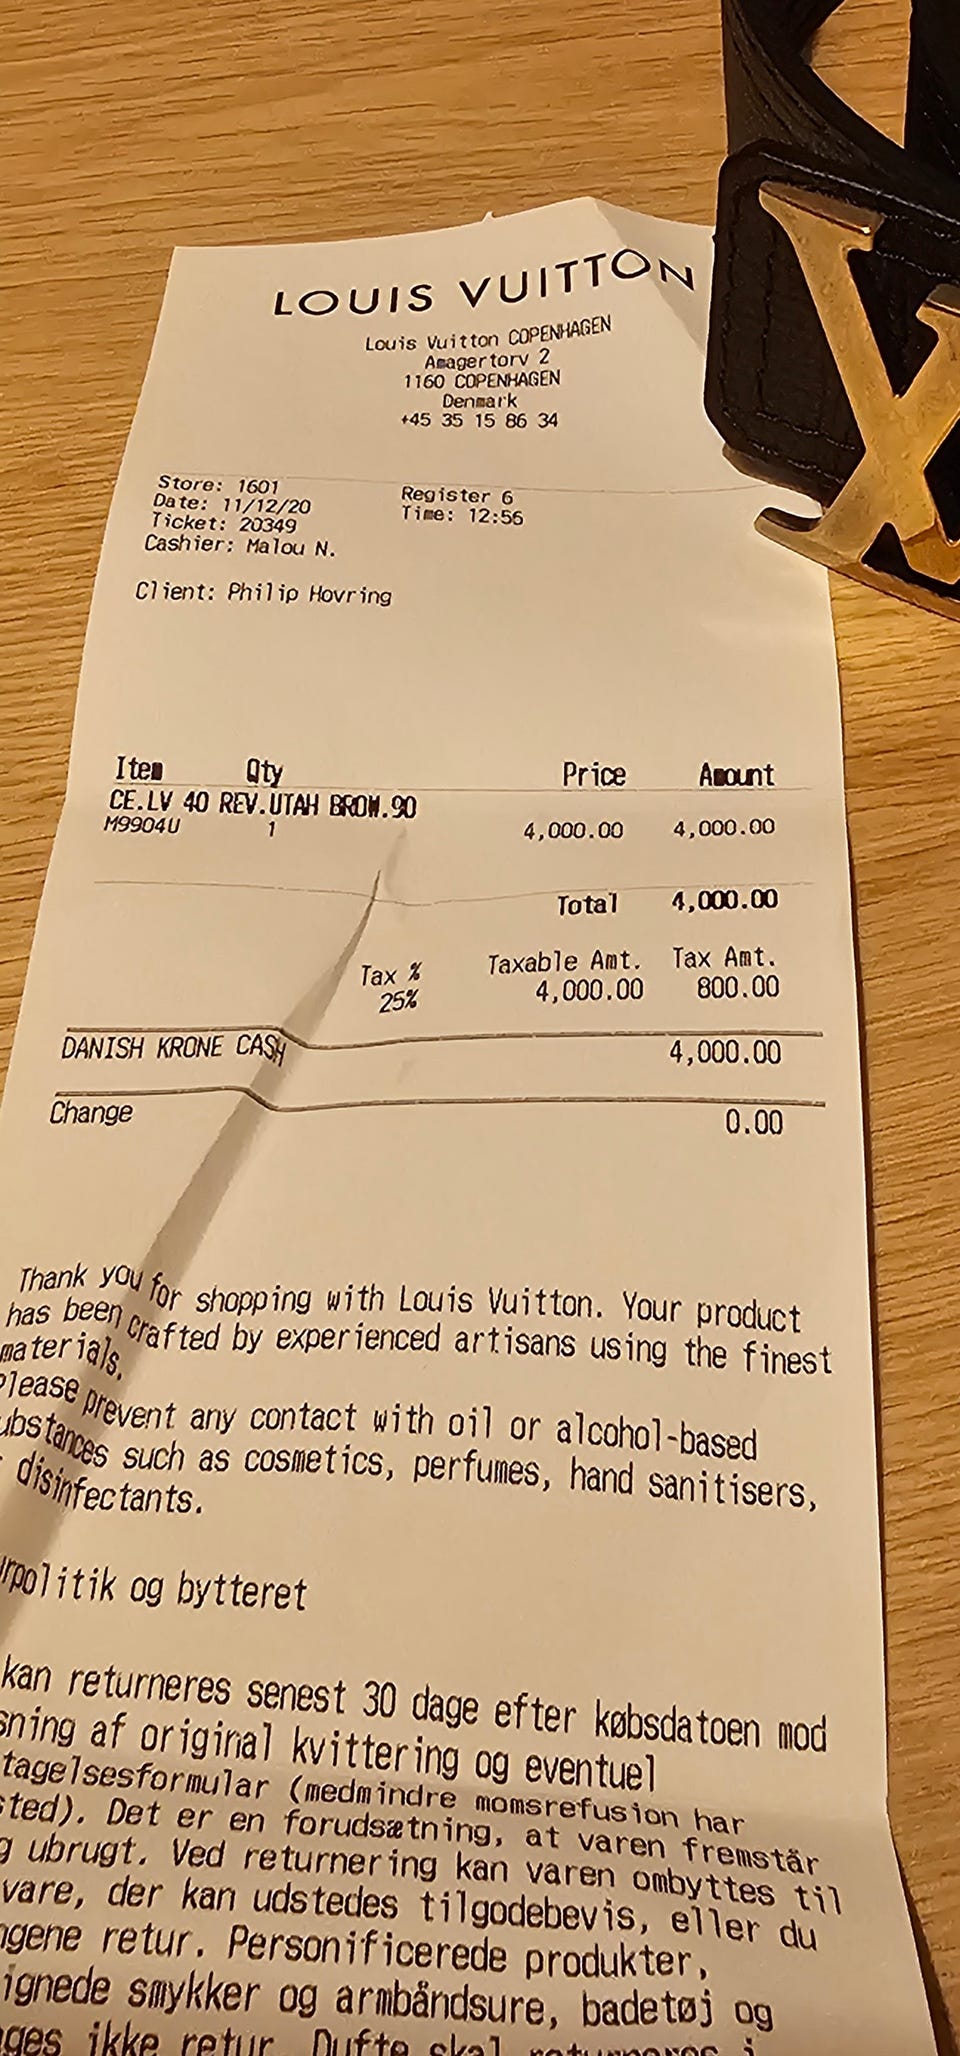 LOUIS VUITTON
Louis Vuitton COPENHAGEN
Amagertorv 2
1160 COPENHAGEN
Denmark
+45 35 15 86 34
Store: 1601 Register 6
Date: 11/12/20 Time: 12:56
Ticket: 20349
Cashier: Malou N.
Client: Philip Hovring
Item Qty Price Amount
CE.LV 40 REV.UTAH BROW.90
M9904U 1 4,000.00 4,000.00
Total 4,000.00
Tax % Taxable Amt. Tax Amt.
25% 4,000.00 800.00
DANISH KRONE CASH 4,000.00
Change 0.00
Thank you for shopping with Louis Vuitton. Your product
has been crafted by experienced artisans using the finest
materials.
Please prevent any contact with oil or alcohol-based
ubstances such as cosmetics, perfumes, hand sanitisers,
disinfectants.
rpolitik og bytteret
kan returneres senest 30 dage efter købsdatoen mod
sning af original kvittering og eventuel
tagelsesformular (medmindre momsrefusion har
sted). Det er en forudsætning, at varen fremstår
g ubrugt. Ved returnering kan varen ombyttes til
vare, der kan udstedes tilgodebevis, eller du
ngene retur. Personificerede produkter,
ignede smykker og armbåndsure, badetøj og
ges ikke retur. Dufte skal returneres i